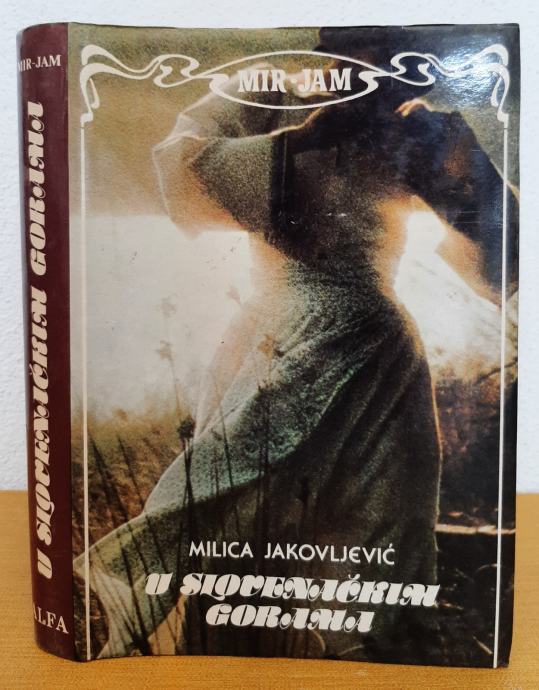 MIR-JAM
U SLOVENAČKIM GORAMA
ALFA
MIR-JAM
MILICA JAKOVLJEVIĆ
U SLOVENAČKIM
GORAMA